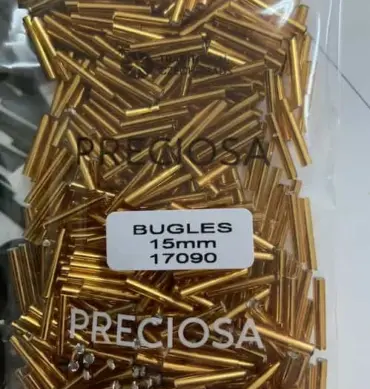 PRECIOSA
BUGLES
15mm
17090
PRECIOSA